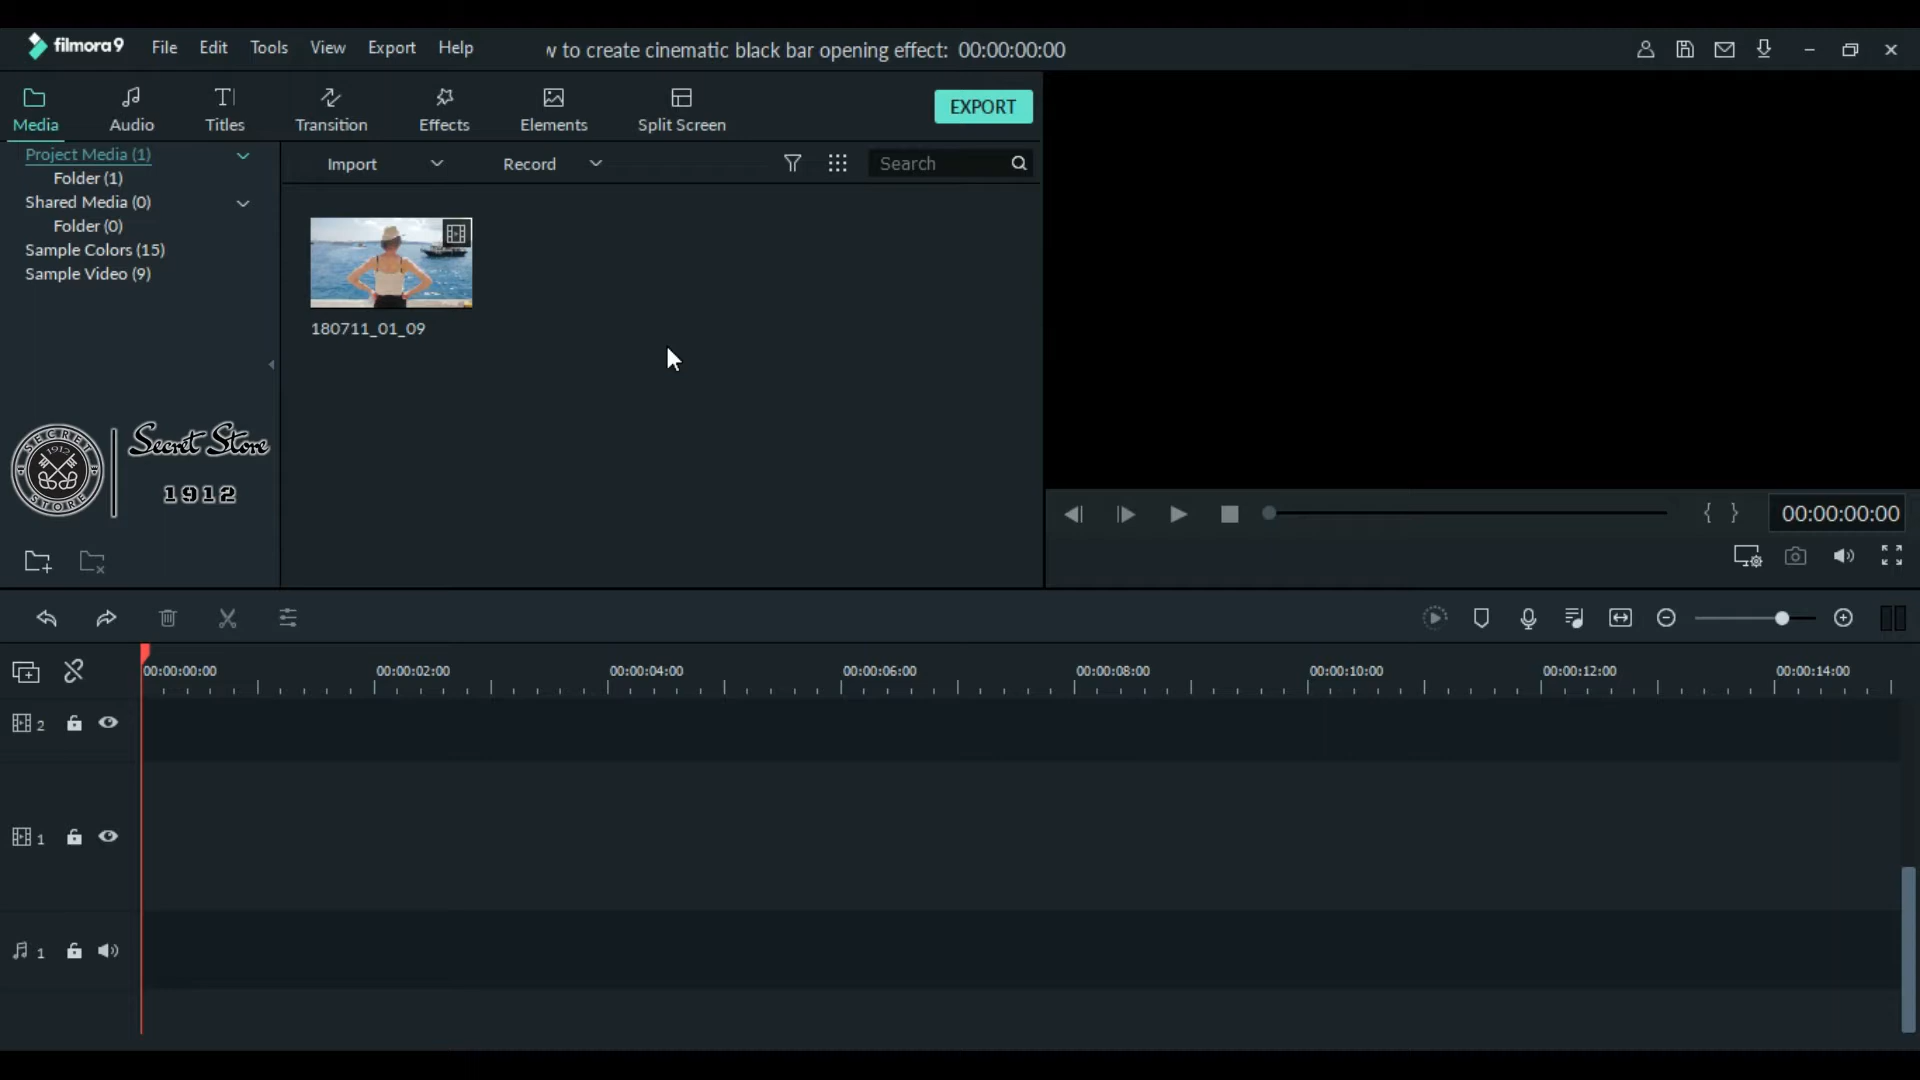 filmora9 File Edit Tools View Export Help
v to create cinematic black bar opening effect: 00:00:00:00
Media Audio Titles Transition Effects Elements Split Screen EXPORT
Project Media (1)
Folder (1)
Shared Media (0)
Folder (0)
Sample Colors (15)
Sample Video (9)
Import Record Search
180711_01_09
SECRET
1912
STORE
Secret Store
1912
{ } 00:00:00:00
00:00:00:00 00:00:02:00 00:00:04:00 00:00:06:00 00:00:08:00 00:00:10:00 00:00:12:00 00:00:14:00
2
1
1